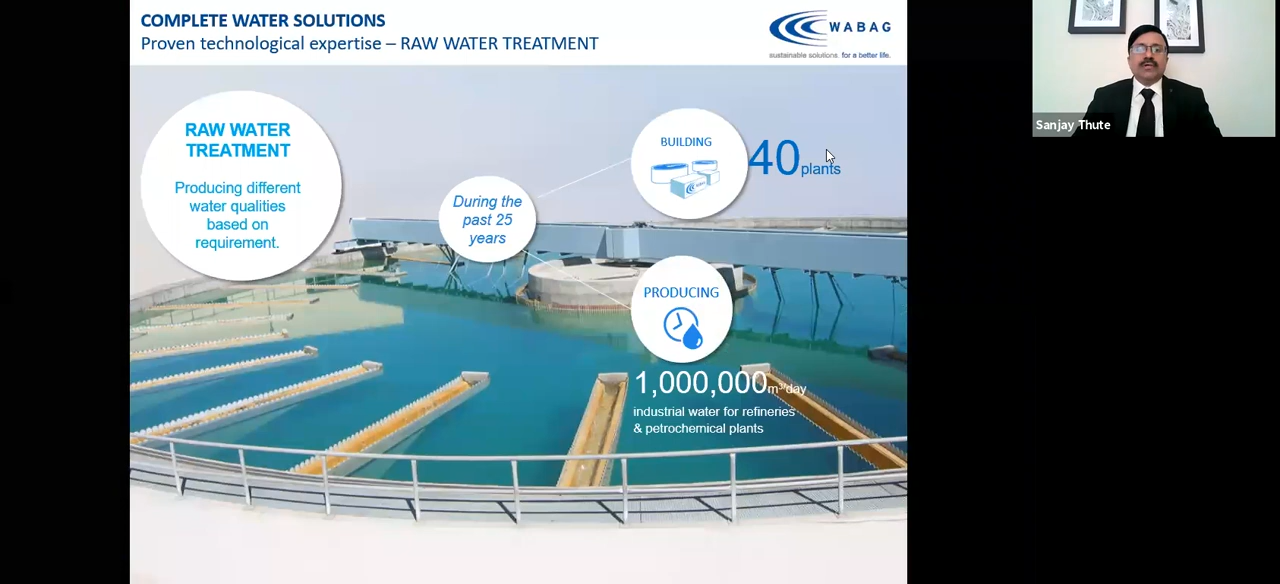 COMPLETE WATER SOLUTIONS
Proven technological expertise – RAW WATER TREATMENT
WABAG
sustainable solutions. for a better life.
RAW WATER
TREATMENT
Producing different
water qualities
based on
requirement.
During the
past 25
years
BUILDING
WABAG
40 plants
PRODUCING
1,000,000 m³/day
industrial water for refineries
& petrochemical plants
Sanjay Thute